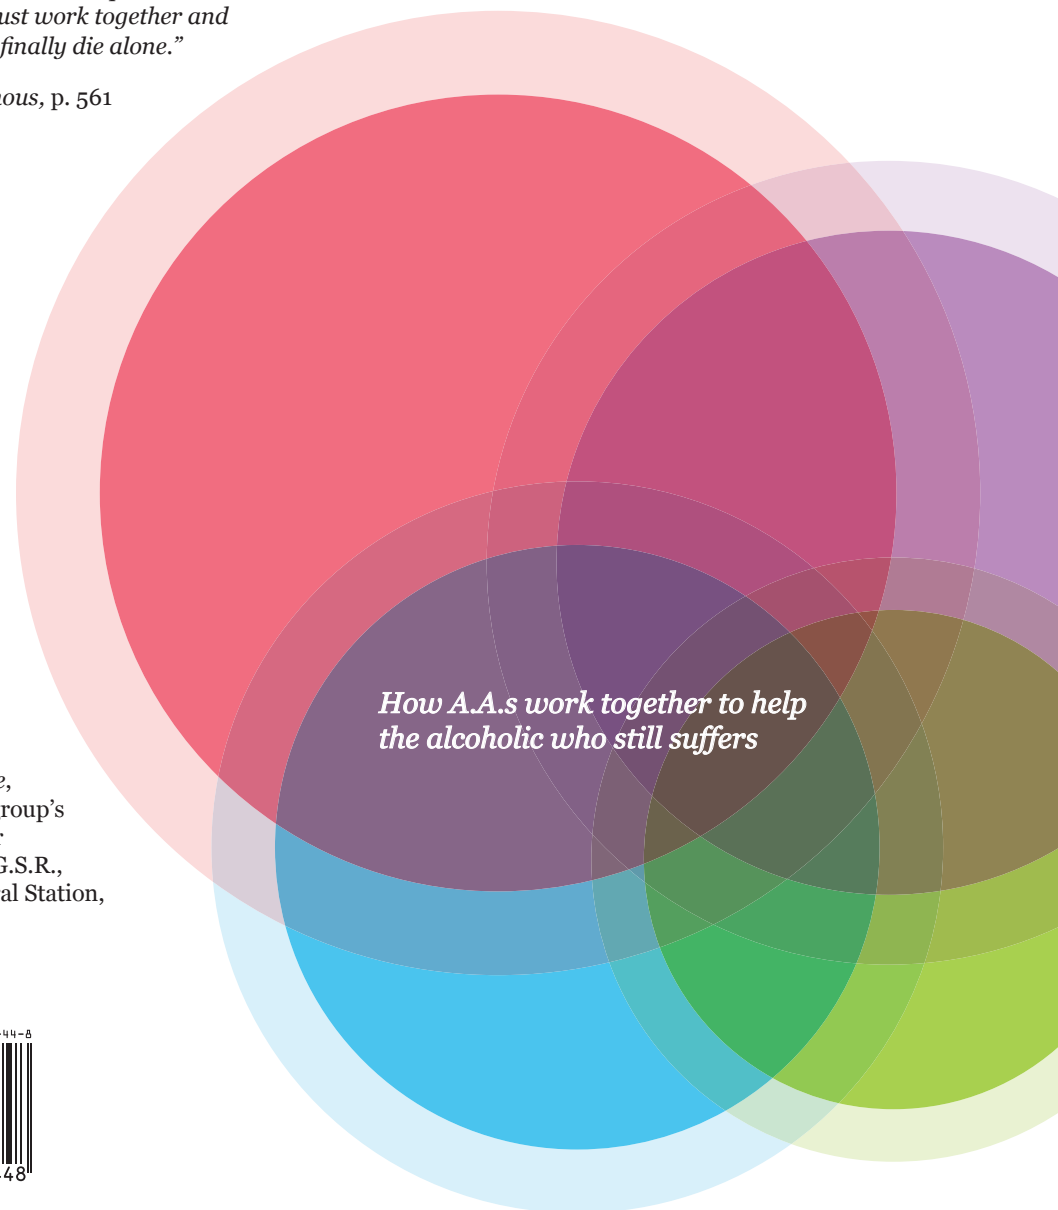 ust work together and
finally die alone.”
nous, p. 561
How A.A.s work together to help
the alcoholic who still suffers
e,
roup’s
r
G.S.R.,
al Station,
-44-8
48